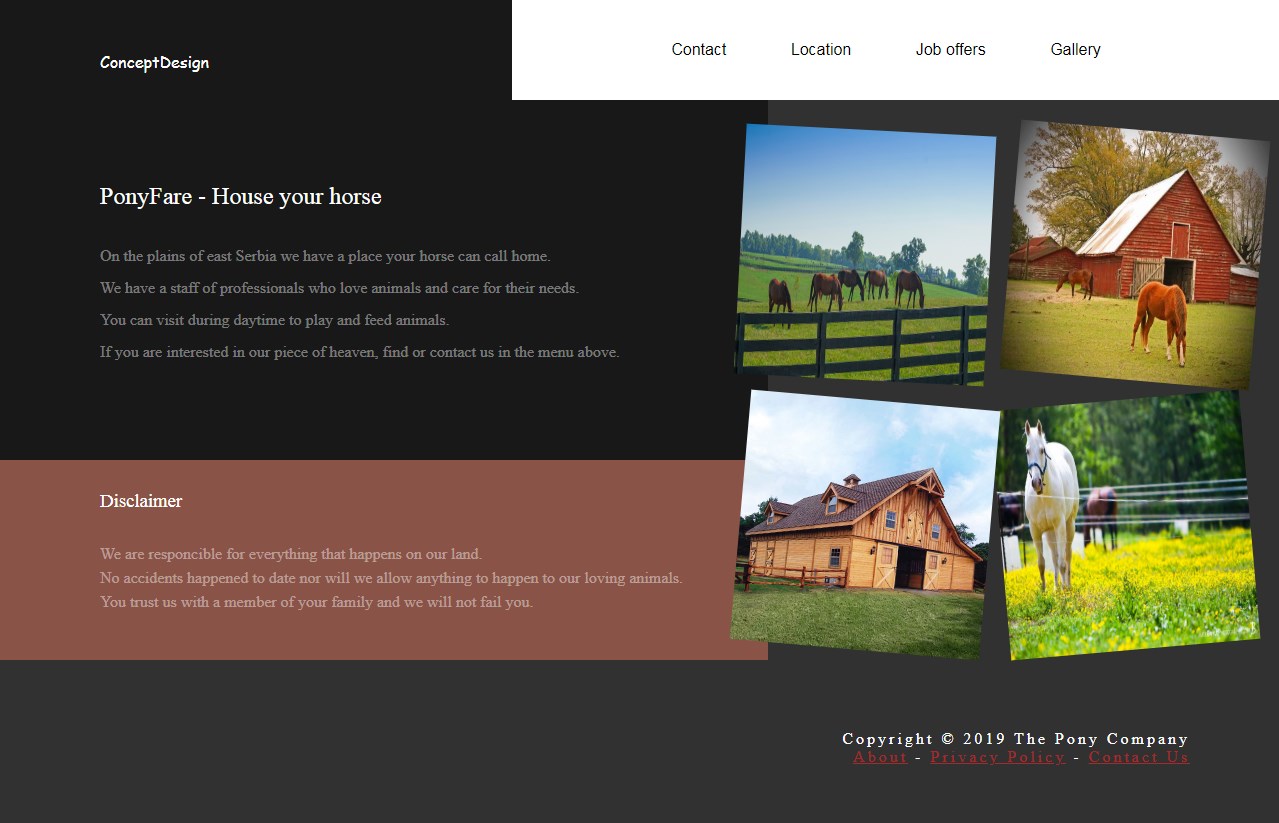 ConceptDesign
Contact Location Job offers Gallery
PonyFare - House your horse
On the plains of east Serbia we have a place your horse can call home.
We have a staff of professionals who love animals and care for their needs.
You can visit during daytime to play and feed animals.
If you are interested in our piece of heaven, find or contact us in the menu above.
Disclaimer
We are responcible for everything that happens on our land.
No accidents happened to date nor will we allow anything to happen to our loving animals.
You trust us with a member of your family and we will not fail you.
Copyright © 2019 The Pony Company
About - Privacy Policy - Contact Us